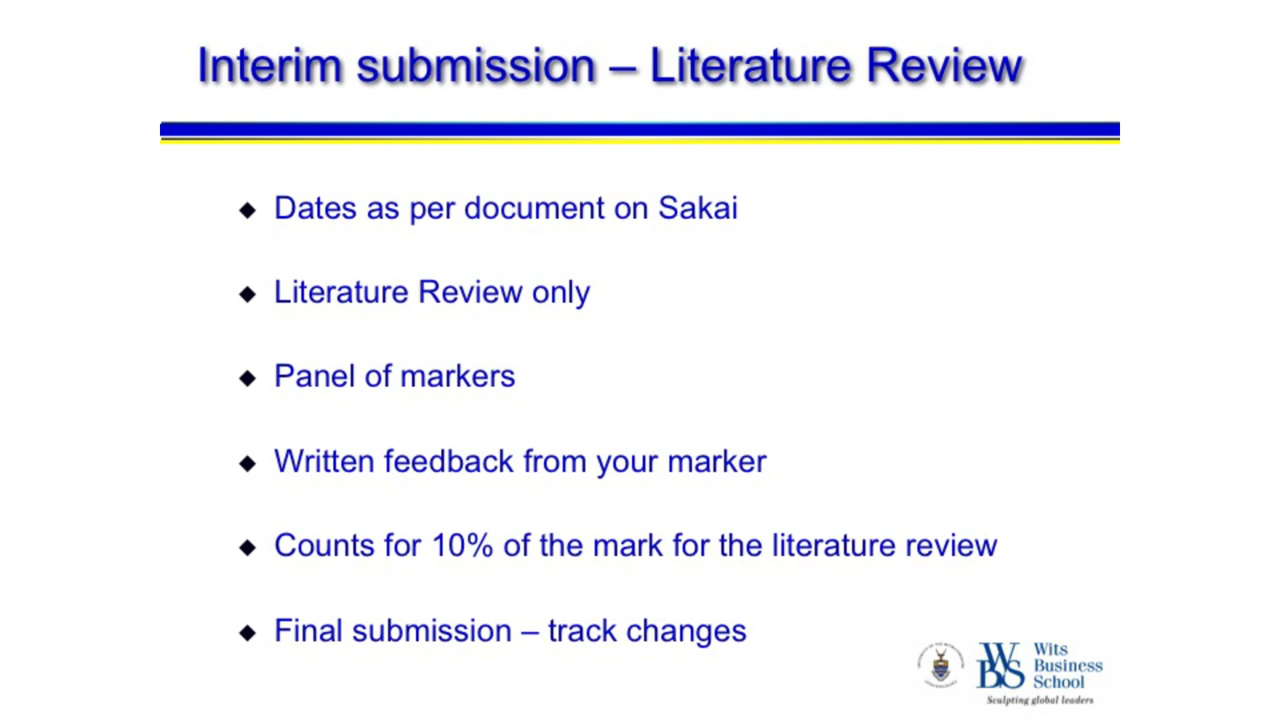 Interim submission – Literature Review
Dates as per document on Sakai
Literature Review only
Panel of markers
Written feedback from your marker
Counts for 10% of the mark for the literature review
Final submission – track changes
WBS
Wits
Business
School
Sculpting global leaders